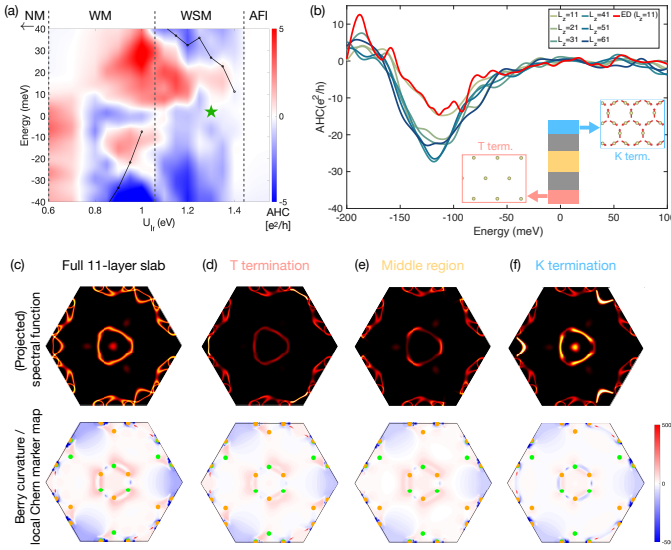 (a)
NM
WM
WSM
AFI
40
30
20
10
0
-10
-20
-30
-40
Energy (meV)
0.6
0.8
1
1.2
1.4
U_Ir (eV)
5
-5
AHC
[e²/h]
(b)
10
0
-10
-20
-30
-40
AHC(e²/h)
L_z=11
L_z=41
ED (L_z=11)
L_z=21
L_z=51
L_z=31
L_z=61
T term.
K term.
-200
-150
-100
-50
0
50
100
Energy (meV)
(c)
Full 11-layer slab
(d)
T termination
(e)
Middle region
(f)
K termination
(Projected)
spectral function
Berry curvature /
local Chern marker map
500
0